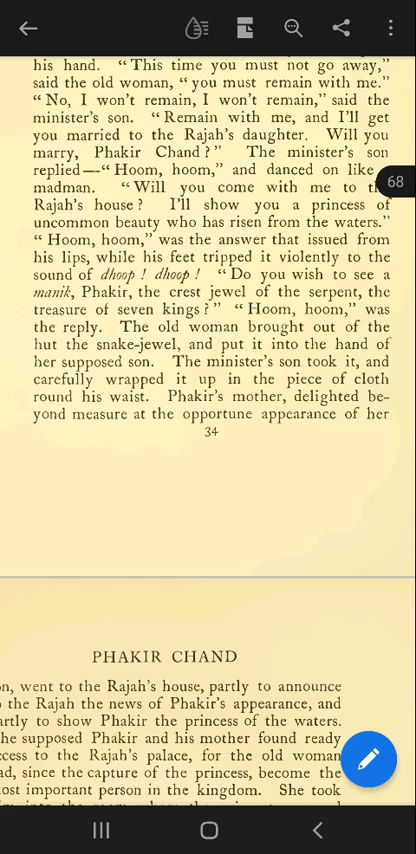 his hand. “This time you must not go away,”
said the old woman, “you must remain with me.”
“No, I won’t remain, I won’t remain,” said the
minister’s son. “Remain with me, and I’ll get
you married to the Rajah’s daughter. Will you
marry, Phakir Chand?” The minister’s son
replied—“Hoom, hoom,” and danced on like
madman. “Will you come with me to
68
Rajah’s house? I’ll show you a princess of
uncommon beauty who has risen from the waters.”
“Hoom, hoom,” was the answer that issued from
his lips, while his feet tripped it violently to the
sound of dhoop! dhoop! “Do you wish to see a
manik, Phakir, the crest jewel of the serpent, the
treasure of seven kings?” “Hoom, hoom,” was
the reply. The old woman brought out of the
hut the snake-jewel, and put it into the hand of
her supposed son. The minister’s son took it, and
carefully wrapped it up in the piece of cloth
round his waist. Phakir’s mother, delighted be-
yond measure at the opportune appearance of her
34
PHAKIR CHAND
on, went to the Rajah’s house, partly to announce
the Rajah the news of Phakir’s appearance, and
artly to show Phakir the princess of the waters.
he supposed Phakir and his mother found ready
ccess to the Rajah’s palace, for the old woman
ad, since the capture of the princess, become the
ost important person in the kingdom. She took